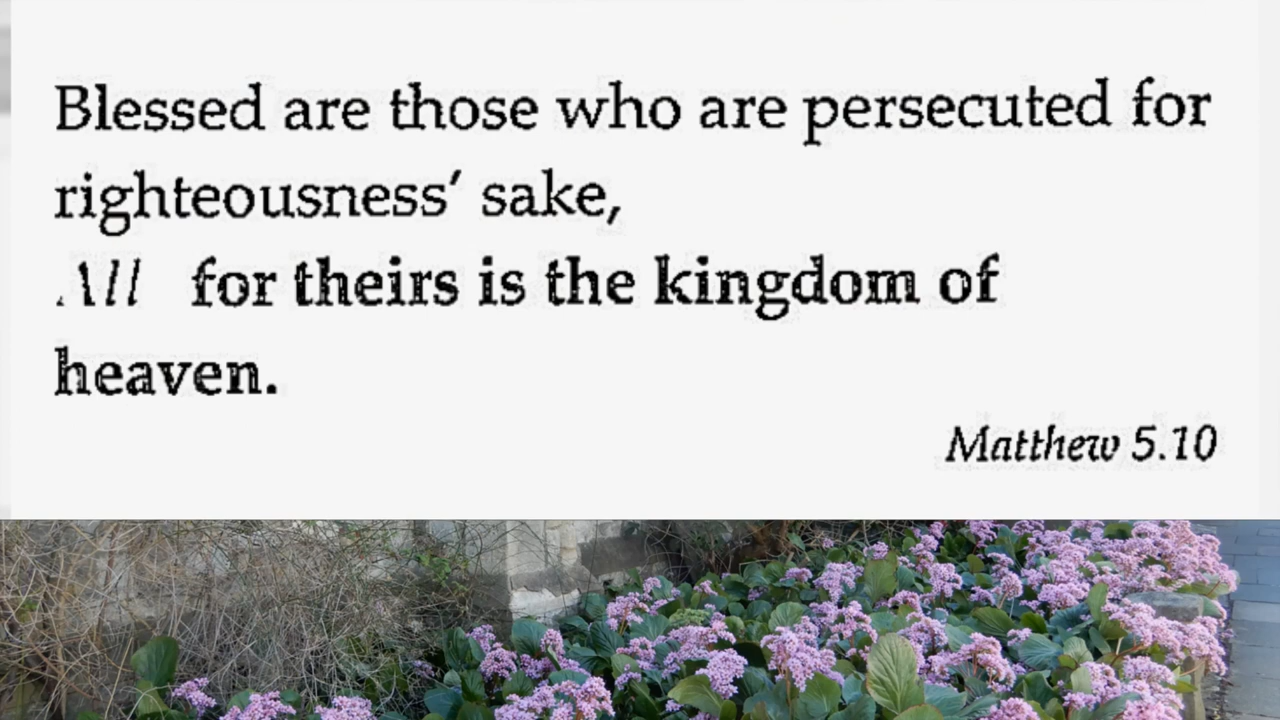 Blessed are those who are persecuted for
righteousness’ sake,
All for theirs is the kingdom of
heaven.
Matthew 5.10